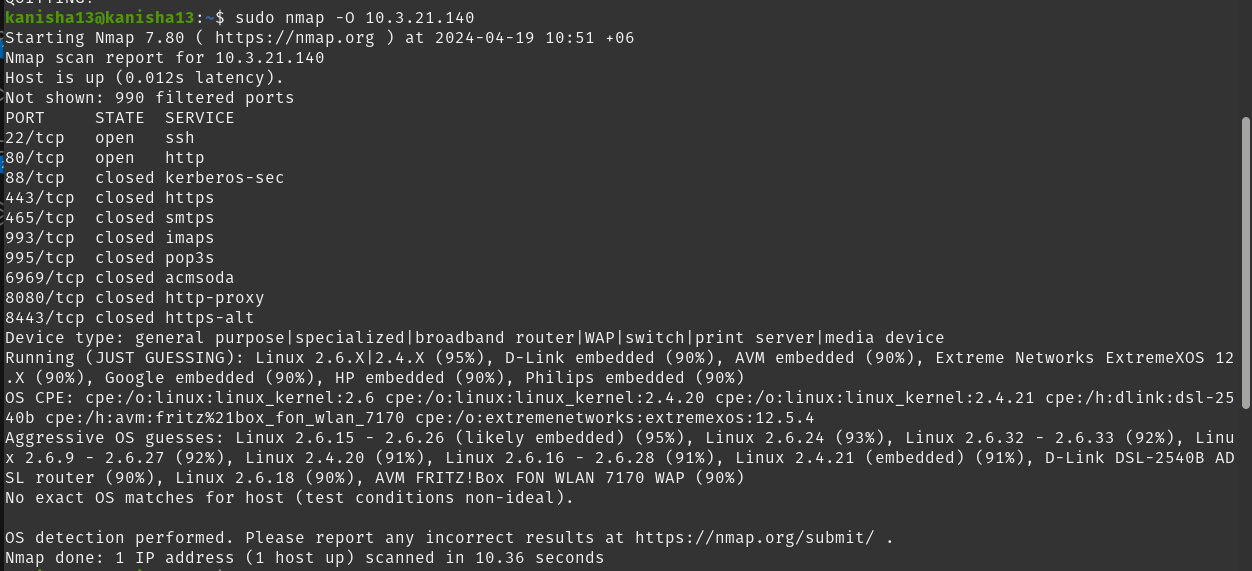 QUITTING!
kanisha13@kanisha13:~$ sudo nmap -O 10.3.21.140
Starting Nmap 7.80 ( https://nmap.org ) at 2024-04-19 10:51 +06
Nmap scan report for 10.3.21.140
Host is up (0.012s latency).
Not shown: 990 filtered ports
PORT     STATE  SERVICE
22/tcp   open   ssh
80/tcp   open   http
88/tcp   closed kerberos-sec
443/tcp  closed https
465/tcp  closed smtps
993/tcp  closed imaps
995/tcp  closed pop3s
6969/tcp closed acmsoda
8080/tcp closed http-proxy
8443/tcp closed https-alt
Device type: general purpose|specialized|broadband router|WAP|switch|print server|media device
Running (JUST GUESSING): Linux 2.6.X|2.4.X (95%), D-Link embedded (90%), AVM embedded (90%), Extreme Networks ExtremeXOS 12
.X (90%), Google embedded (90%), HP embedded (90%), Philips embedded (90%)
OS CPE: cpe:/o:linux:linux_kernel:2.6 cpe:/o:linux:linux_kernel:2.4.20 cpe:/o:linux:linux_kernel:2.4.21 cpe:/h:dlink:dsl-25
40b cpe:/h:avm:fritz%21box_fon_wlan_7170 cpe:/o:extremenetworks:extremexos:12.5.4
Aggressive OS guesses: Linux 2.6.15 - 2.6.26 (likely embedded) (95%), Linux 2.6.24 (93%), Linux 2.6.32 - 2.6.33 (92%), Linu
x 2.6.9 - 2.6.27 (92%), Linux 2.4.20 (91%), Linux 2.6.16 - 2.6.28 (91%), Linux 2.4.21 (embedded) (91%), D-Link DSL-2540B AD
SL router (90%), Linux 2.6.18 (90%), AVM FRITZ!Box FON WLAN 7170 WAP (90%)
No exact OS matches for host (test conditions non-ideal).

OS detection performed. Please report any incorrect results at https://nmap.org/submit/ .
Nmap done: 1 IP address (1 host up) scanned in 10.36 seconds